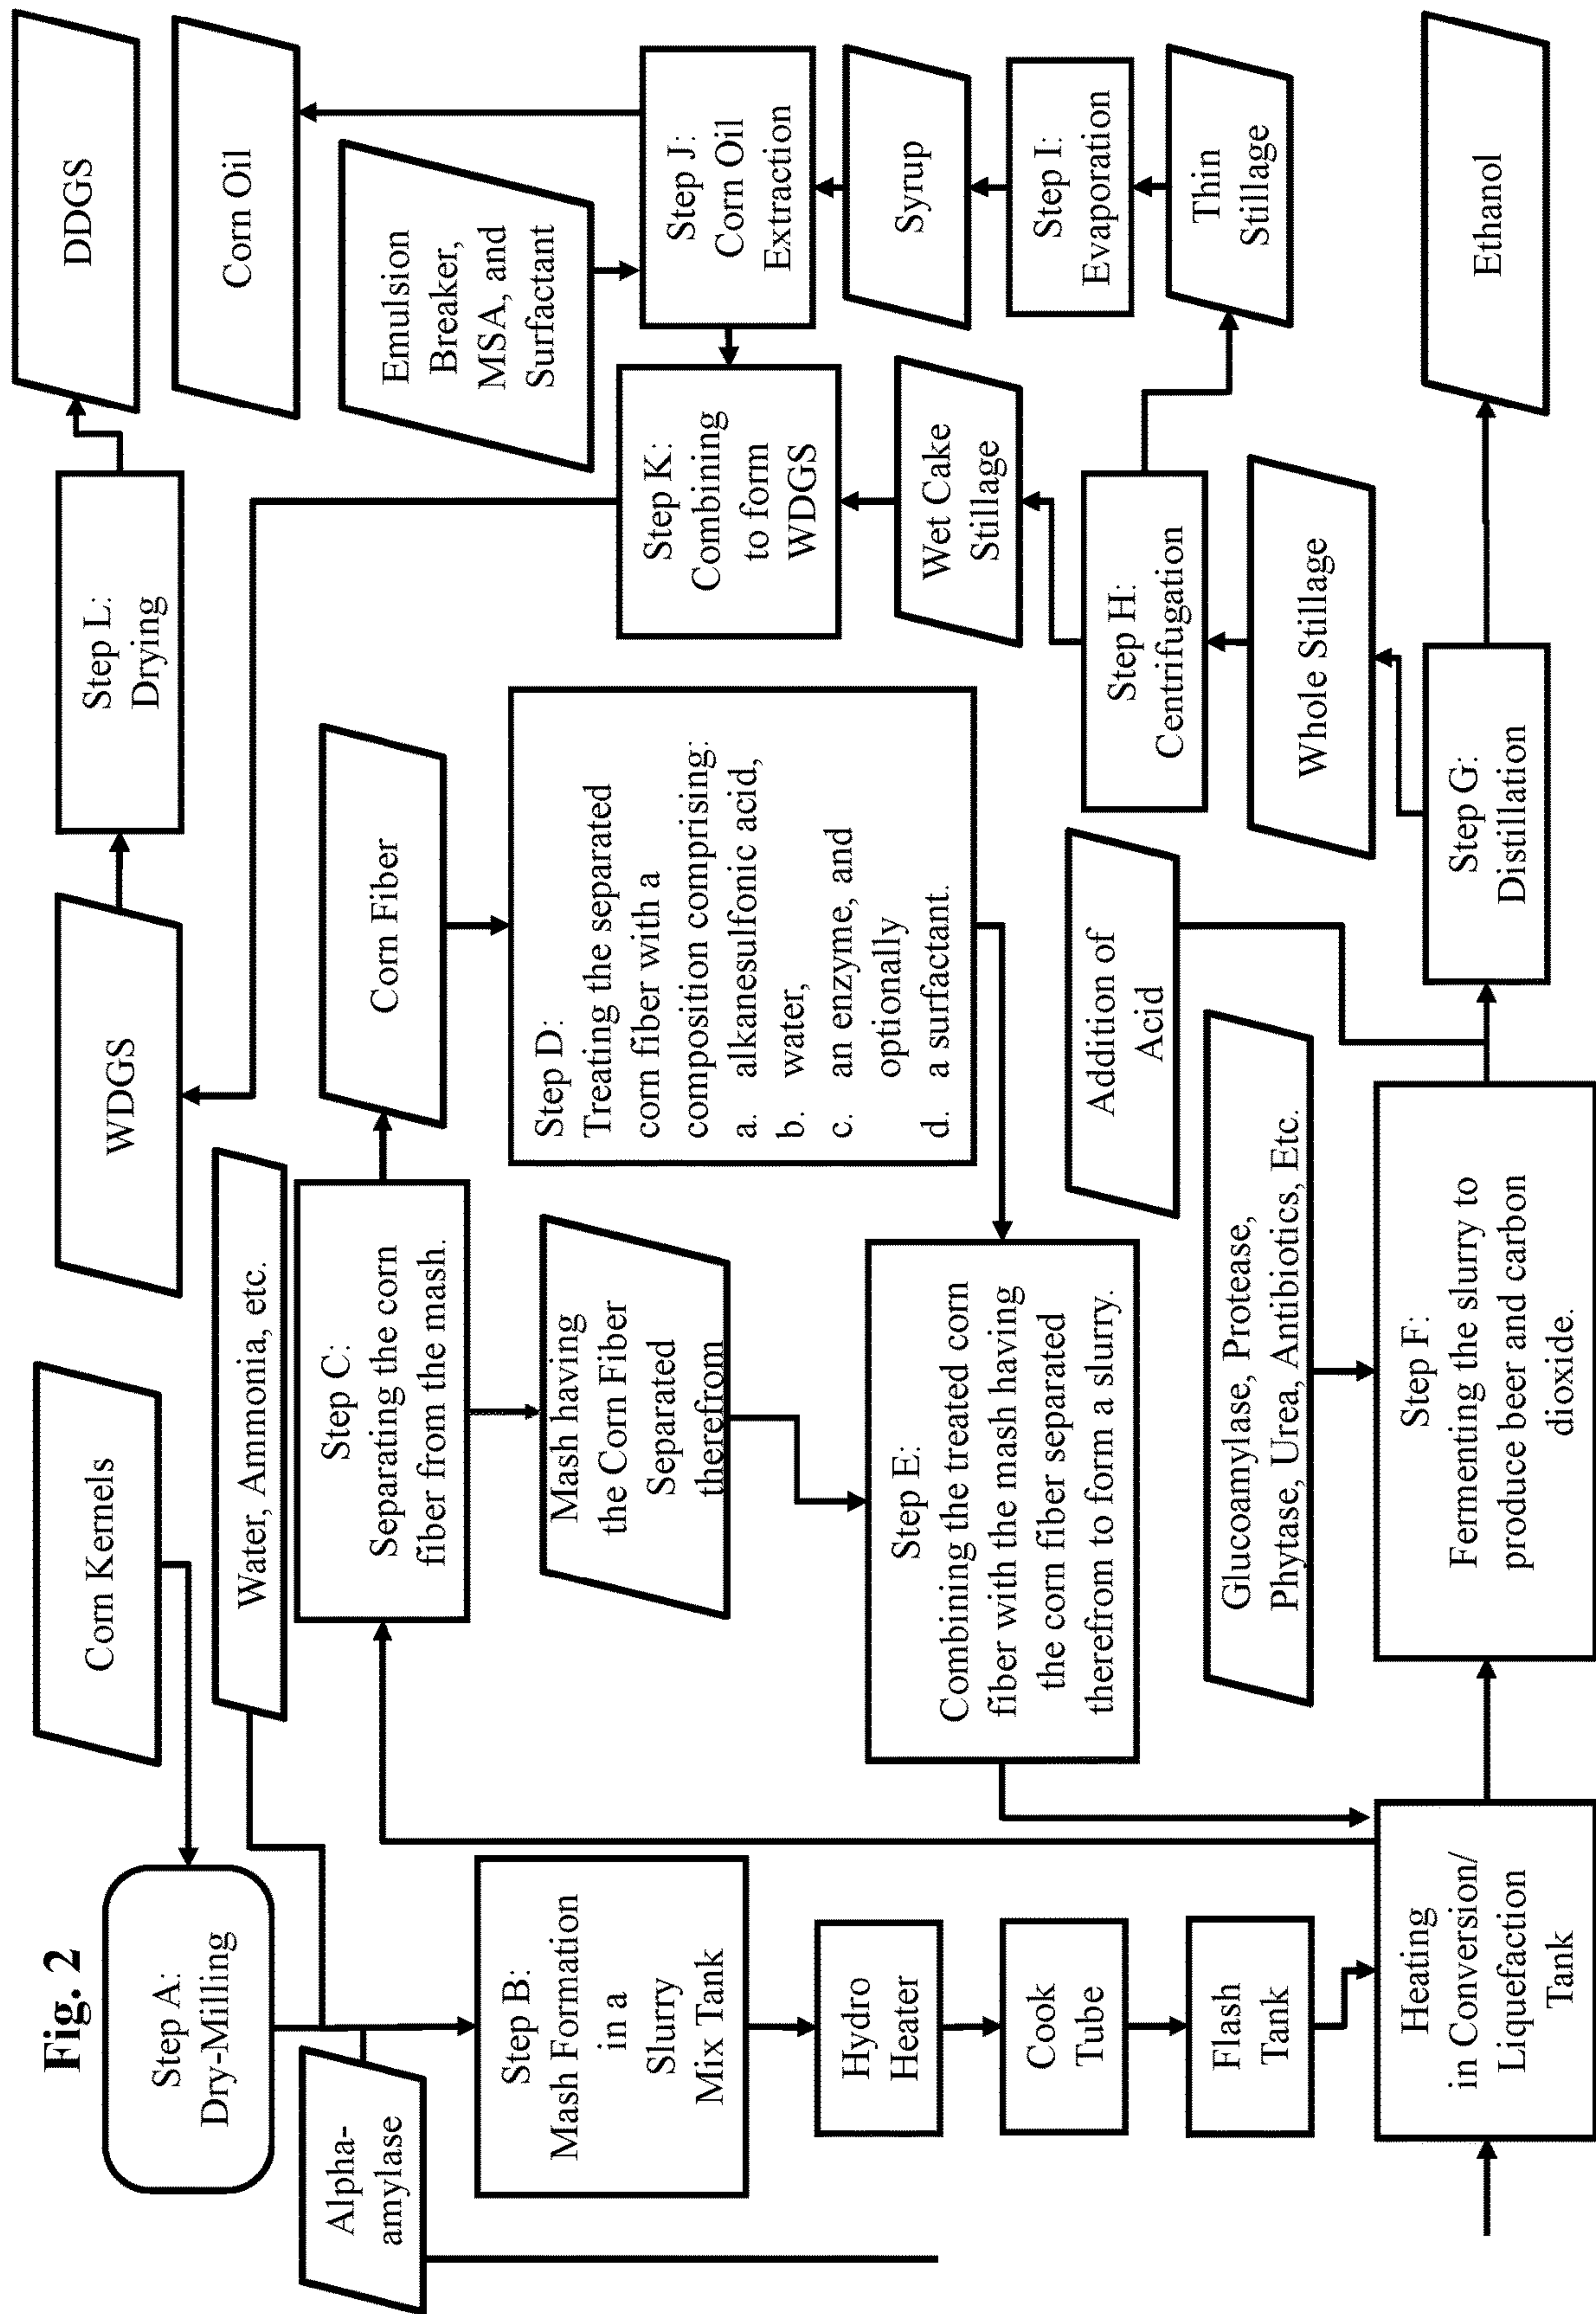 Fig. 2
Corn Kernels
Step A:
Dry-Milling
Water, Ammonia, etc.
Alpha-
amylase
Step B:
Mash Formation
in a
Slurry
Mix Tank
Hydro
Heater
Cook
Tube
Flash
Tank
Heating
in Conversion/
Liquefaction
Tank
Step C:
Separating the corn
fiber from the mash.
Mash having
the Corn Fiber
Separated
therefrom
Corn Fiber
Step D:
Treating the separated
corn fiber with a
composition comprising:
a. alkanesulfonic acid,
b. water,
c. an enzyme, and
optionally
d. a surfactant.
Step E:
Combining the treated corn
fiber with the mash having
the corn fiber separated
therefrom to form a slurry.
Glucoamylase, Protease,
Phytase, Urea, Antibiotics, Etc.
Step F:
Fermenting the slurry to
produce beer and carbon
dioxide.
Addition of
Acid
Step G:
Distillation
Ethanol
Whole Stillage
Step H:
Centrifugation
Thin
Stillage
Step I:
Evaporation
Syrup
Step J:
Corn Oil
Extraction
Emulsion
Breaker,
MSA, and
Surfactant
Corn Oil
Wet Cake
Stillage
Step K:
Combining
to form
WDGS
WDGS
Step L:
Drying
DDGS